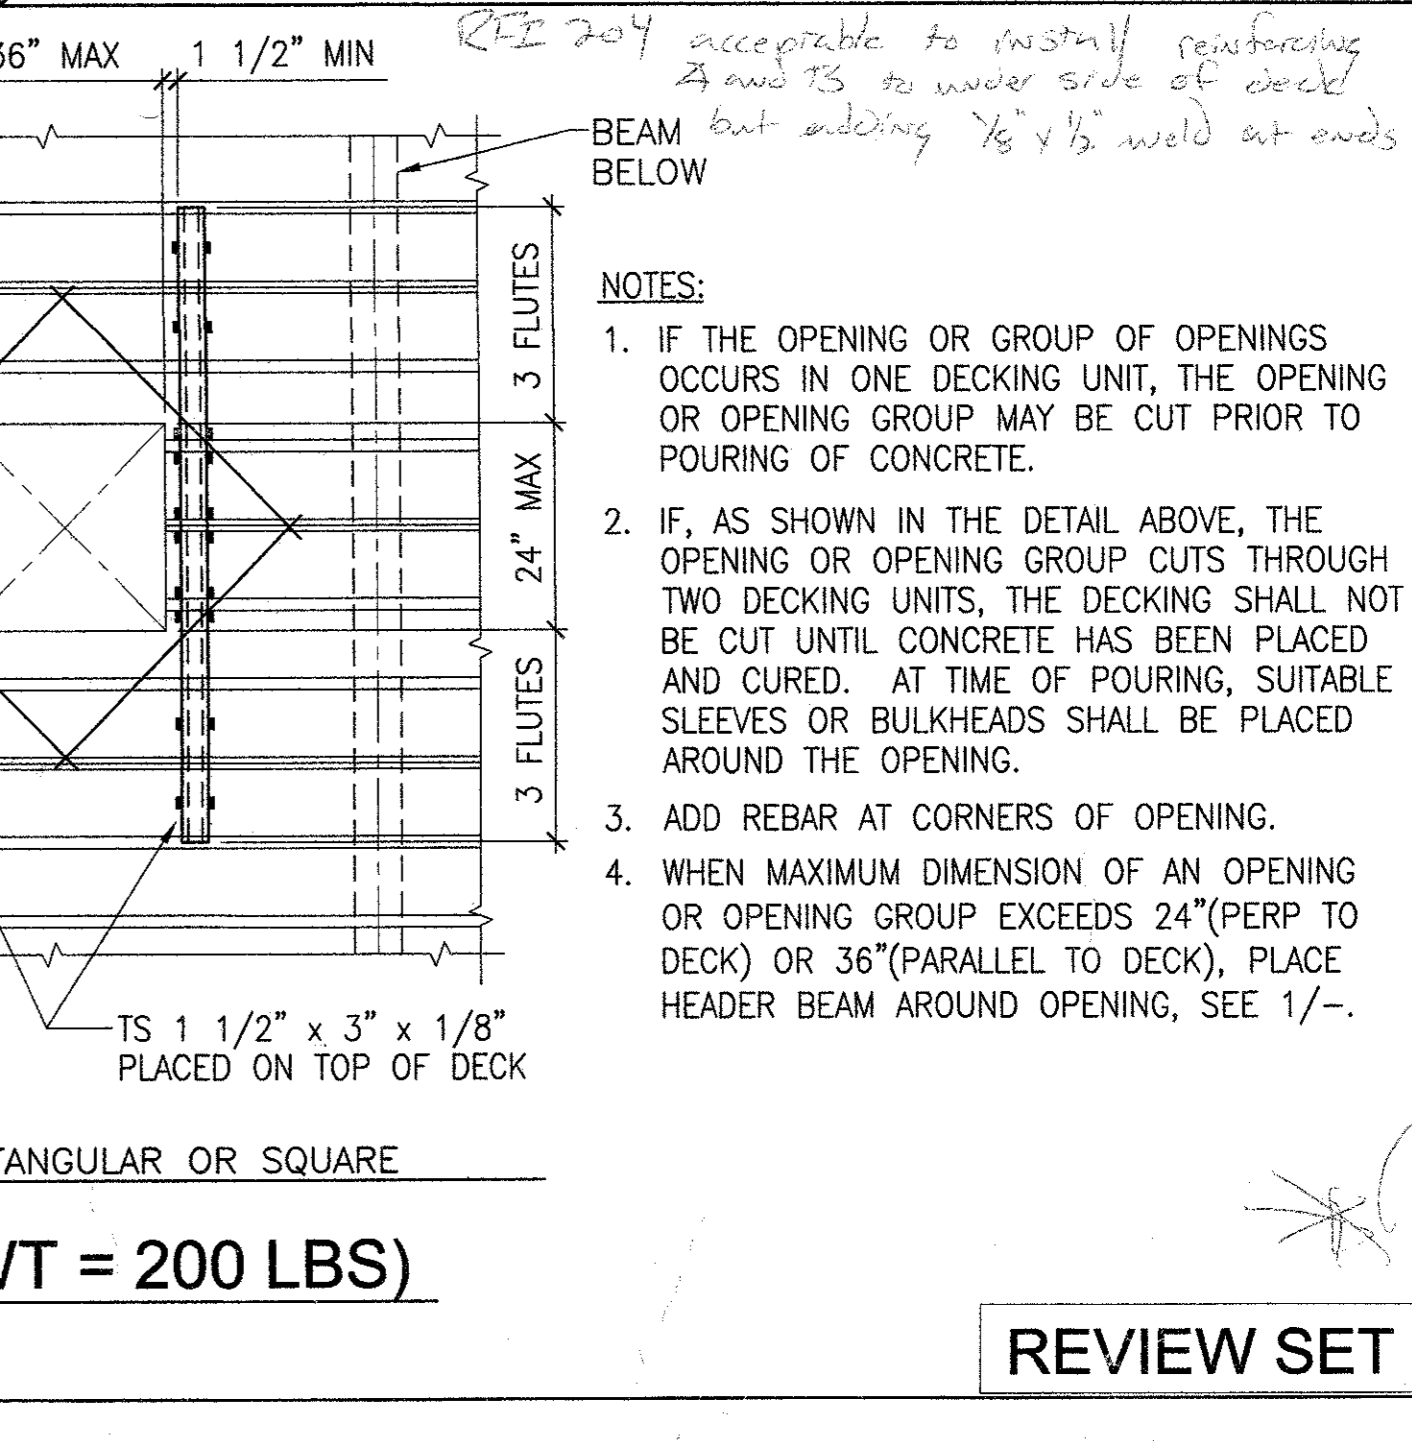 36" MAX
1 1/2" MIN
RFI 204 acceptable to install reinforcing
A and B to under side of deck
but adding 1/8" x 1/2" weld at ends
BEAM
BELOW
3 FLUTES
24" MAX
3 FLUTES
NOTES:
1. IF THE OPENING OR GROUP OF OPENINGS
OCCURS IN ONE DECKING UNIT, THE OPENING
OR OPENING GROUP MAY BE CUT PRIOR TO
POURING OF CONCRETE.
2. IF, AS SHOWN IN THE DETAIL ABOVE, THE
OPENING OR OPENING GROUP CUTS THROUGH
TWO DECKING UNITS, THE DECKING SHALL NOT
BE CUT UNTIL CONCRETE HAS BEEN PLACED
AND CURED. AT TIME OF POURING, SUITABLE
SLEEVES OR BULKHEADS SHALL BE PLACED
AROUND THE OPENING.
3. ADD REBAR AT CORNERS OF OPENING.
4. WHEN MAXIMUM DIMENSION OF AN OPENING
OR OPENING GROUP EXCEEDS 24"(PERP TO
DECK) OR 36"(PARALLEL TO DECK), PLACE
HEADER BEAM AROUND OPENING, SEE 1/-.
TS 1 1/2" x 3" x 1/8"
PLACED ON TOP OF DECK
TANGULAR OR SQUARE
WT = 200 LBS)
REVIEW SET